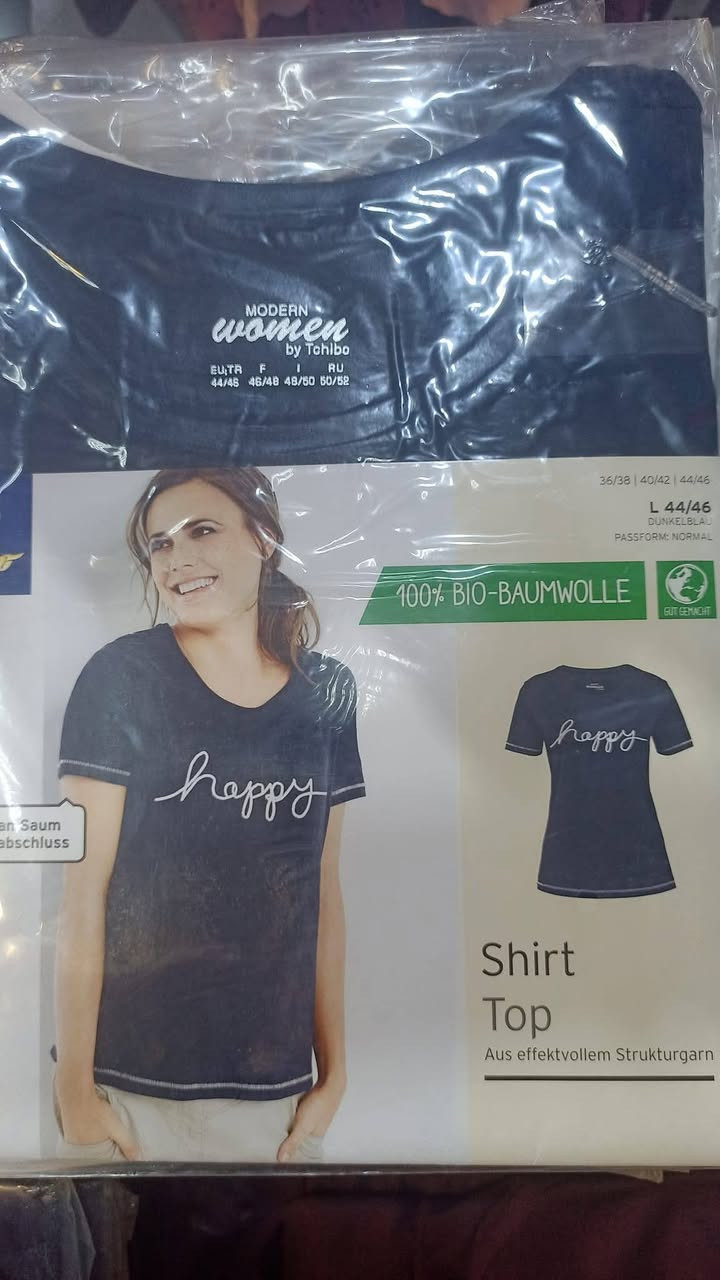 MODERN
women
by Tchibo
EU,TR F I RU
44/46 46/48 48/50 50/52
36/38 | 40/42 | 44/46
L 44/46
DUNKELBLAU
PASSFORM: NORMAL
100% BIO-BAUMWOLLE
GUT GEMACHT
happy
happy
an Saum
abschluss
Shirt
Top
Aus effektvollem Strukturgarn